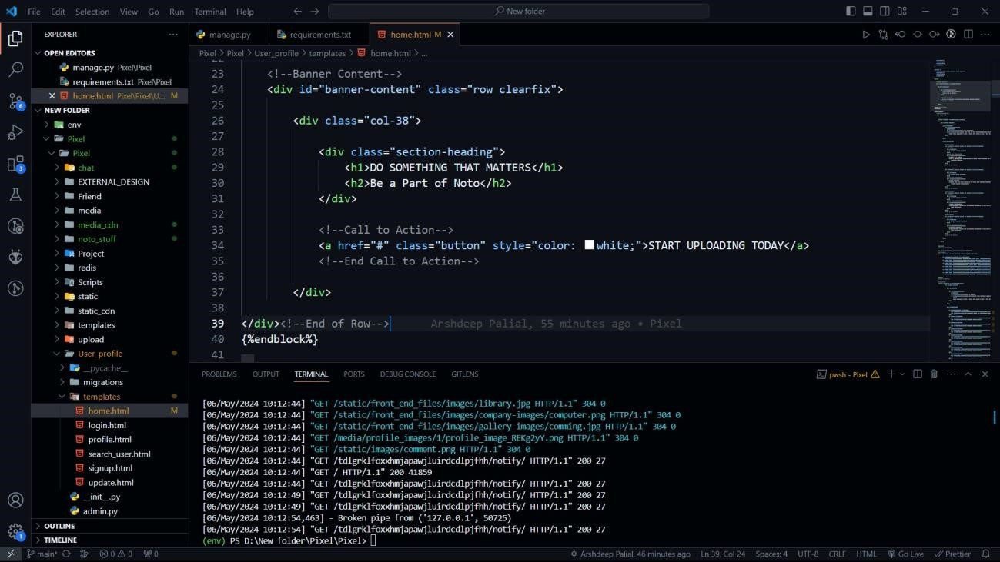 File Edit Selection View Go Run Terminal Help
New folder
EXPLORER
manage.py
requirements.txt
home.html M
OPEN EDITORS
manage.py Pixel\Pixel
requirements.txt Pixel\Pixel
home.html Pixel\Pixel\U... M
Pixel > Pixel > User_profile > templates > home.html > ...
NEW FOLDER
env
Pixel
Pixel
chat
EXTERNAL_DESIGN
Friend
media
media_cdn
noto_stuff
Project
redis
Scripts
static
static_cdn
templates
upload
User_profile
__pycache__
migrations
templates
home.html M
login.html
profile.html
search_user.html
signup.html
update.html
__init__.py
admin.py
OUTLINE
TIMELINE
6
3
1
22
23 <!--Banner Content-->
24 <div id="banner-content" class="row clearfix">
25
26 <div class="col-38">
27
28 <div class="section-heading">
29 <h1>DO SOMETHING THAT MATTERS</h1>
30 <h2>Be a Part of Noto</h2>
31 </div>
32
33 <!--Call to Action-->
34 <a href="#" class="button" style="color: white;">START UPLOADING TODAY</a>
35 <!--End Call to Action-->
36
37 </div>
38
39 </div><!--End of Row--> Arshdeep Palial, 55 minutes ago • Pixel
40 {%endblock%}
41
PROBLEMS OUTPUT TERMINAL PORTS DEBUG CONSOLE GITLENS
pwsh - Pixel
[06/May/2024 10:12:44] "GET /static/front_end_files/images/library.jpg HTTP/1.1" 304 0
[06/May/2024 10:12:44] "GET /static/front_end_files/images/company-images/computer.png HTTP/1.1" 304 0
[06/May/2024 10:12:44] "GET /static/front_end_files/images/gallery-images/comming.jpg HTTP/1.1" 304 0
[06/May/2024 10:12:44] "GET /media/profile_images/1/profile_image_REKg2yY.png HTTP/1.1" 304 0
[06/May/2024 10:12:44] "GET /static/images/comment.png HTTP/1.1" 304 0
[06/May/2024 10:12:44] "GET /tdlgrklfoxxhmjapawjluirdcdlpjfhh/notify/ HTTP/1.1" 200 27
[06/May/2024 10:12:44] "GET / HTTP/1.1" 200 41859
[06/May/2024 10:12:44] "GET /tdlgrklfoxxhmjapawjluirdcdlpjfhh/notify/ HTTP/1.1" 200 27
[06/May/2024 10:12:49] "GET /tdlgrklfoxxhmjapawjluirdcdlpjfhh/notify/ HTTP/1.1" 200 27
[06/May/2024 10:12:49] "GET /tdlgrklfoxxhmjapawjluirdcdlpjfhh/notify/ HTTP/1.1" 200 27
[06/May/2024 10:12:54,463] - Broken pipe from ('127.0.0.1', 50725)
[06/May/2024 10:12:54] "GET /tdlgrklfoxxhmjapawjluirdcdlpjfhh/notify/ HTTP/1.1" 200 27
(env) PS D:\New folder\Pixel\Pixel>
main* 0 0 0 Arshdeep Palial, 46 minutes ago Ln 39, Col 24 Spaces: 4 UTF-8 CRLF HTML Go Live Prettier